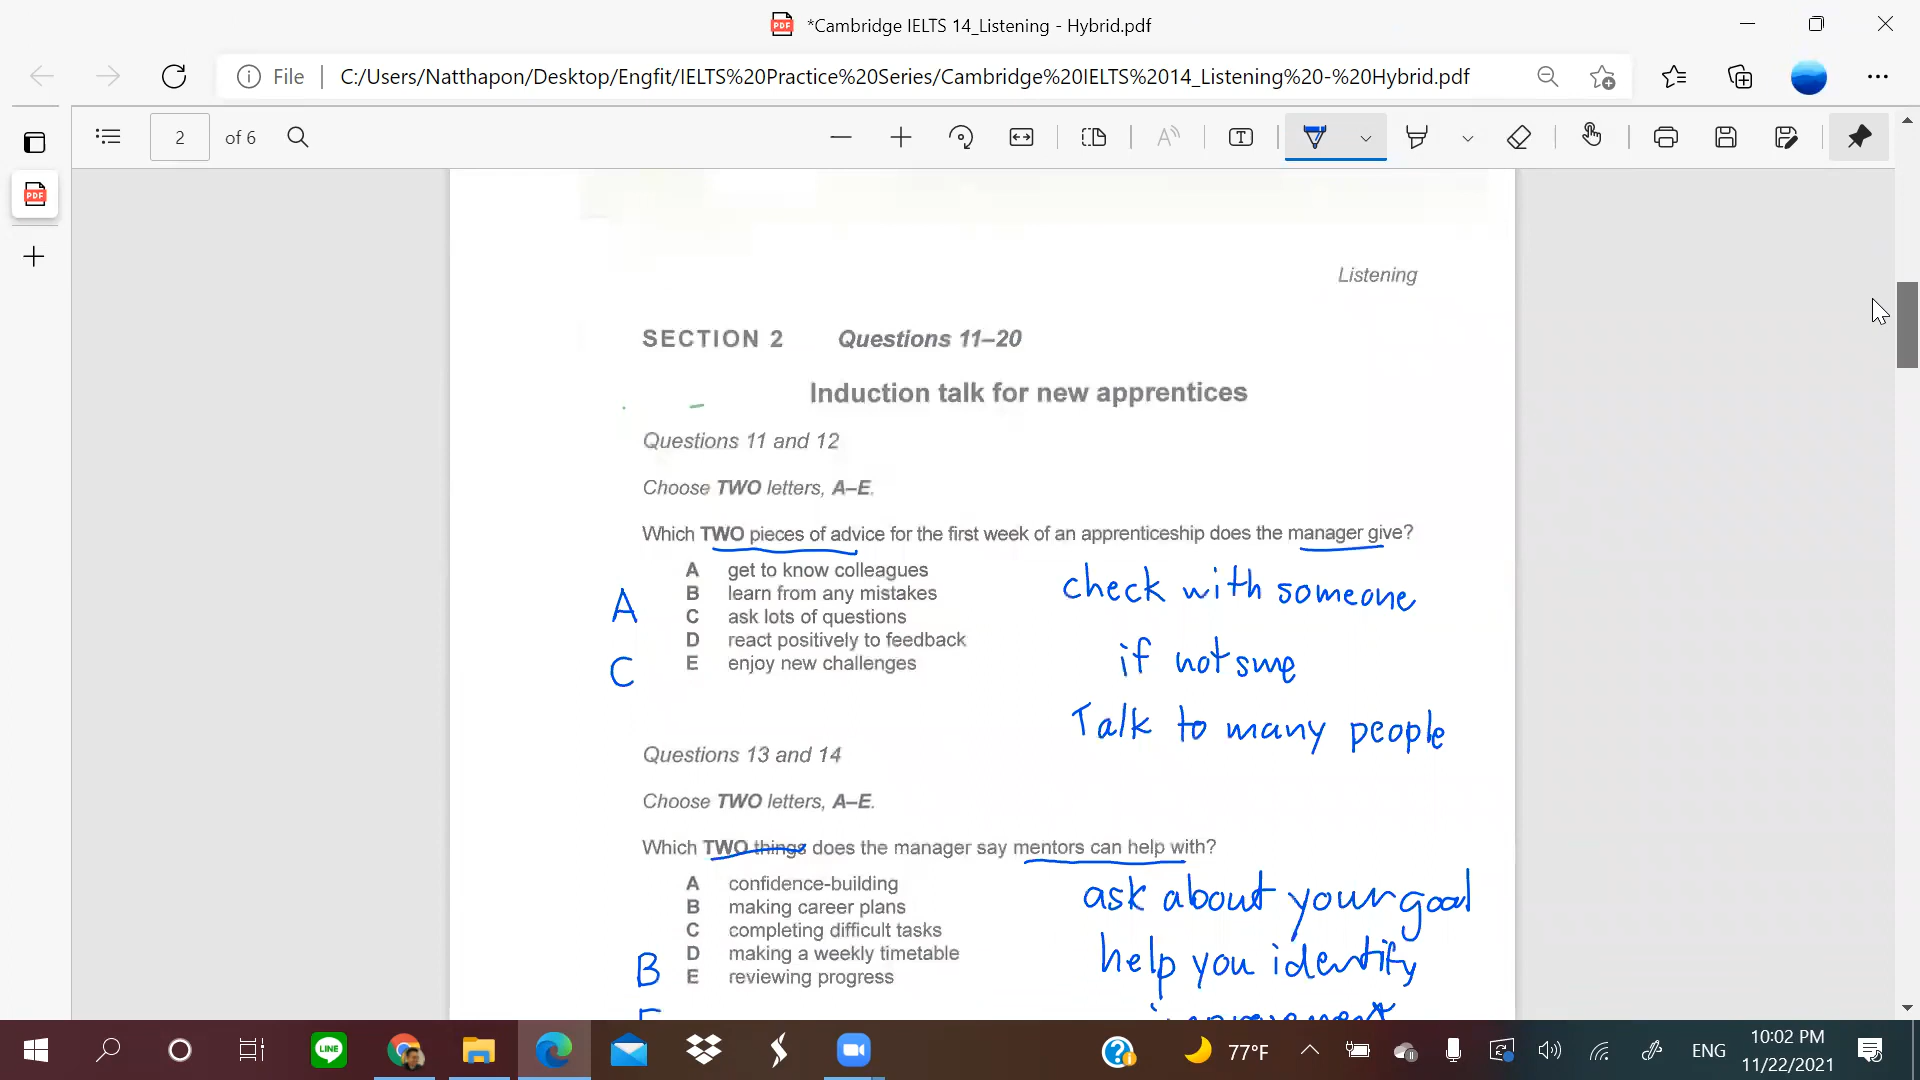 *Cambridge IELTS 14_Listening - Hybrid.pdf
File
C:/Users/Natthapon/Desktop/Engfit/IELTS%20Practice%20Series/Cambridge%20IELTS%2014_Listening%20-%20Hybrid.pdf
2 of 6
Listening
SECTION 2 Questions 11–20
Induction talk for new apprentices
Questions 11 and 12
Choose TWO letters, A–E.
Which TWO pieces of advice for the first week of an apprenticeship does the manager give?
A get to know colleagues
B learn from any mistakes
C ask lots of questions
D react positively to feedback
E enjoy new challenges
A
C
check with someone
if not sure
Talk to many people
Questions 13 and 14
Choose TWO letters, A–E.
Which TWO things does the manager say mentors can help with?
A confidence-building
B making career plans
C completing difficult tasks
D making a weekly timetable
E reviewing progress
B
ask about your goal
help you identify
LINE
77°F
ENG
10:02 PM
11/22/2021